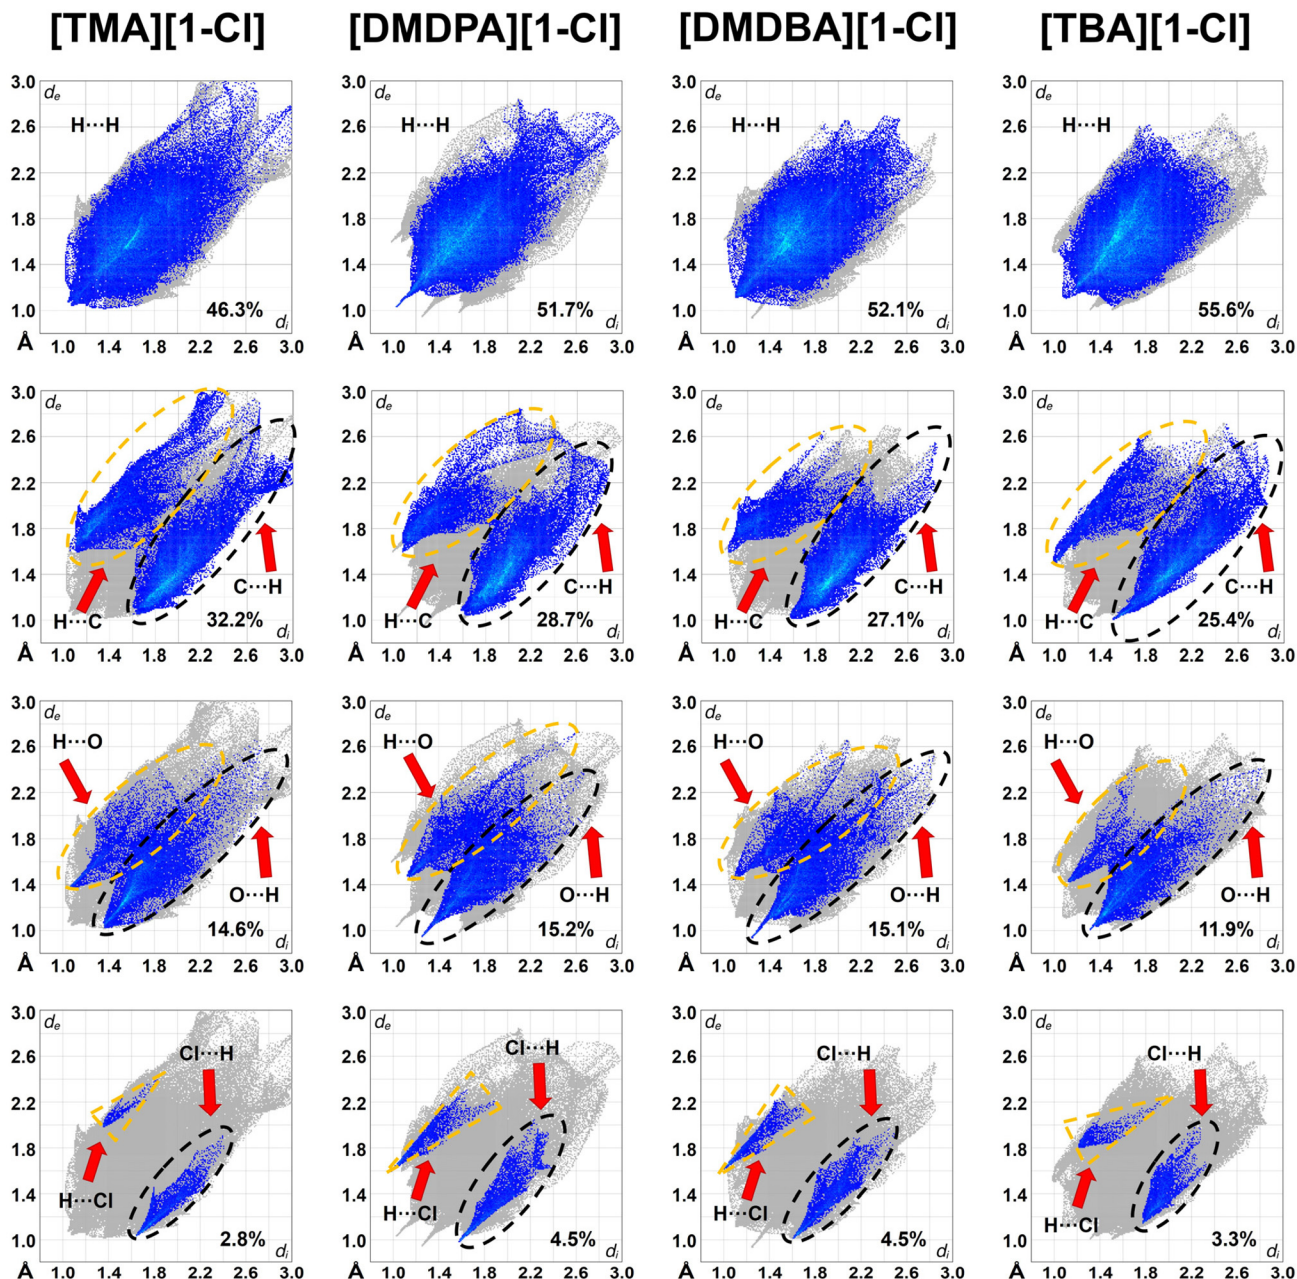 [TMA][1-Cl] [DMDPA][1-Cl] [DMDBA][1-Cl] [TBA][1-Cl]
3.0 de 3.0 de 3.0 de 3.0 de
2.6 H···H 2.6 H···H 2.6 H···H 2.6 H···H
2.2 2.2 2.2 2.2
1.8 1.8 1.8 1.8
1.4 1.4 1.4 1.4
1.0 46.3% di 1.0 51.7% di 1.0 52.1% di 1.0 55.6% di
Å 1.0 1.4 1.8 2.2 2.6 3.0 Å 1.0 1.4 1.8 2.2 2.6 3.0 Å 1.0 1.4 1.8 2.2 2.6 3.0 Å 1.0 1.4 1.8 2.2 2.6 3.0
3.0 de 3.0 de 3.0 de 3.0 de
2.6 2.6 2.6 2.6
2.2 2.2 2.2 2.2
1.8 1.8 1.8 1.8
1.4 C···H 1.4 C···H 1.4 C···H 1.4 C···H
1.0 H···C 32.2% di 1.0 H···C 28.7% di 1.0 H···C 27.1% di 1.0 H···C 25.4% di
Å 1.0 1.4 1.8 2.2 2.6 3.0 Å 1.0 1.4 1.8 2.2 2.6 3.0 Å 1.0 1.4 1.8 2.2 2.6 3.0 Å 1.0 1.4 1.8 2.2 2.6 3.0
3.0 de 3.0 de 3.0 de 3.0 de
2.6 H···O 2.6 H···O 2.6 H···O 2.6 H···O
2.2 2.2 2.2 2.2
1.8 1.8 1.8 1.8
1.4 O···H 1.4 O···H 1.4 O···H 1.4 O···H
1.0 14.6% di 1.0 15.2% di 1.0 15.1% di 1.0 11.9% di
Å 1.0 1.4 1.8 2.2 2.6 3.0 Å 1.0 1.4 1.8 2.2 2.6 3.0 Å 1.0 1.4 1.8 2.2 2.6 3.0 Å 1.0 1.4 1.8 2.2 2.6 3.0
3.0 de 3.0 de 3.0 de 3.0 de
2.6 Cl···H 2.6 Cl···H 2.6 Cl···H 2.6 Cl···H
2.2 2.2 2.2 2.2
1.8 1.8 1.8 1.8
1.4 H···Cl 1.4 H···Cl 1.4 H···Cl 1.4 H···Cl
1.0 2.8% di 1.0 4.5% di 1.0 4.5% di 1.0 3.3% di
Å 1.0 1.4 1.8 2.2 2.6 3.0 Å 1.0 1.4 1.8 2.2 2.6 3.0 Å 1.0 1.4 1.8 2.2 2.6 3.0 Å 1.0 1.4 1.8 2.2 2.6 3.0